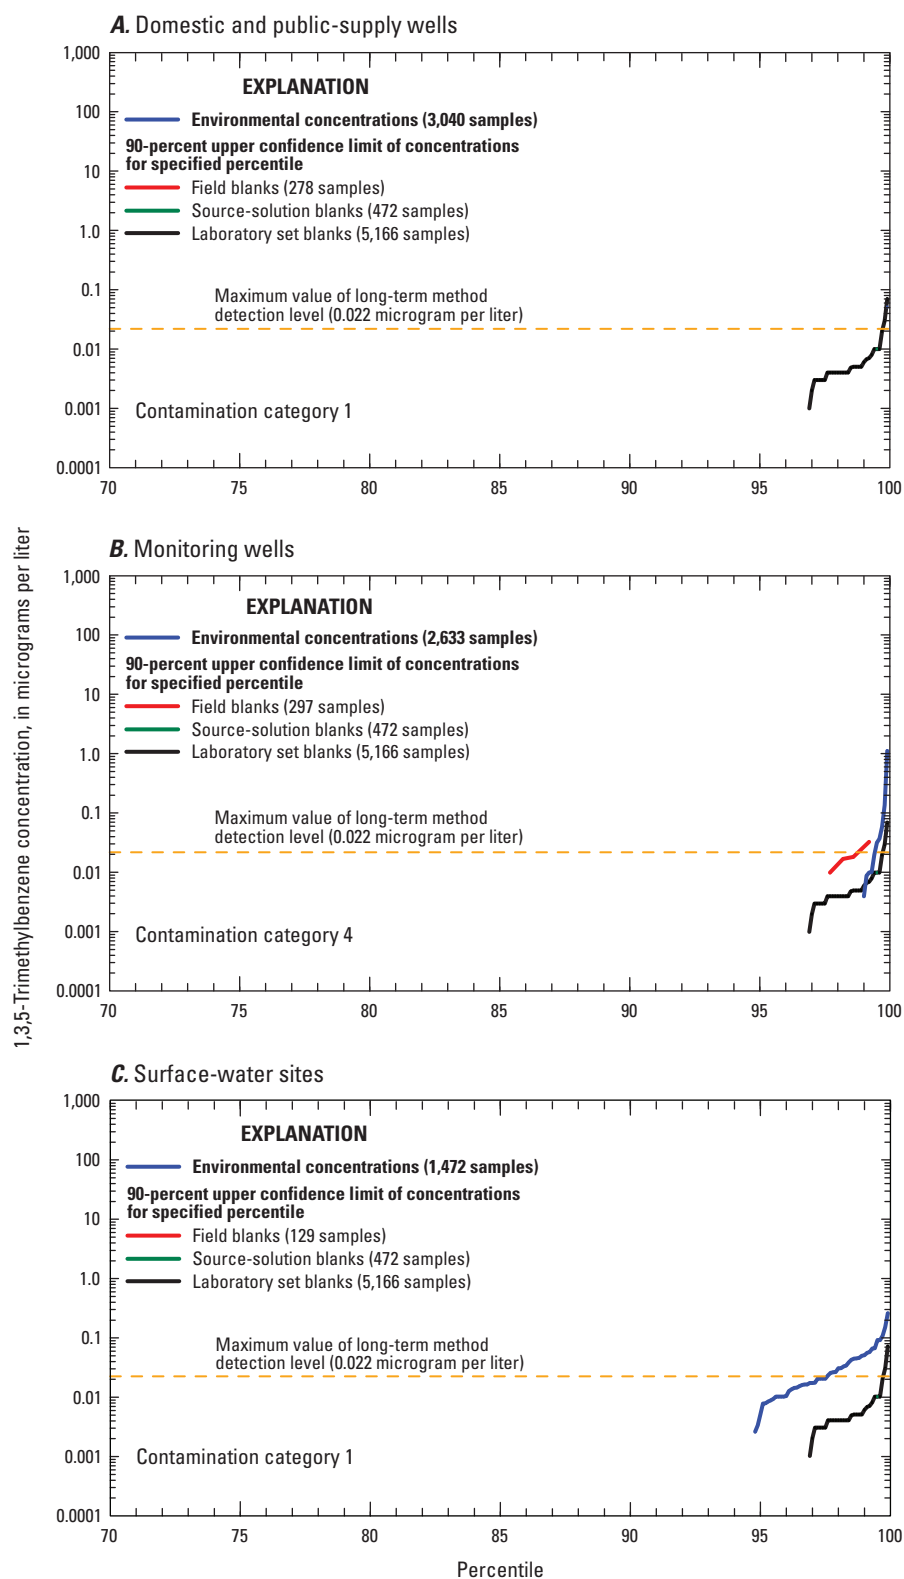 A. Domestic and public-supply wells
1,000
EXPLANATION
100
Environmental concentrations (3,040 samples)
90-percent upper confidence limit of concentrations
for specified percentile
10
Field blanks (278 samples)
Source-solution blanks (472 samples)
1.0
Laboratory set blanks (5,166 samples)
0.1
Maximum value of long-term method
detection level (0.022 microgram per liter)
0.01
0.001
Contamination category 1
0.0001
70 75 80 85 90 95 100
1,3,5-Trimethylbenzene concentration, in micrograms per liter
B. Monitoring wells
1,000
EXPLANATION
100
Environmental concentrations (2,633 samples)
90-percent upper confidence limit of concentrations
for specified percentile
10
Field blanks (297 samples)
Source-solution blanks (472 samples)
1.0
Laboratory set blanks (5,166 samples)
0.1
Maximum value of long-term method
detection level (0.022 microgram per liter)
0.01
0.001
Contamination category 4
0.0001
70 75 80 85 90 95 100
C. Surface-water sites
1,000
EXPLANATION
100
Environmental concentrations (1,472 samples)
90-percent upper confidence limit of concentrations
for specified percentile
10
Field blanks (129 samples)
Source-solution blanks (472 samples)
1.0
Laboratory set blanks (5,166 samples)
0.1
Maximum value of long-term method
detection level (0.022 microgram per liter)
0.01
0.001
Contamination category 1
0.0001
70 75 80 85 90 95 100
Percentile